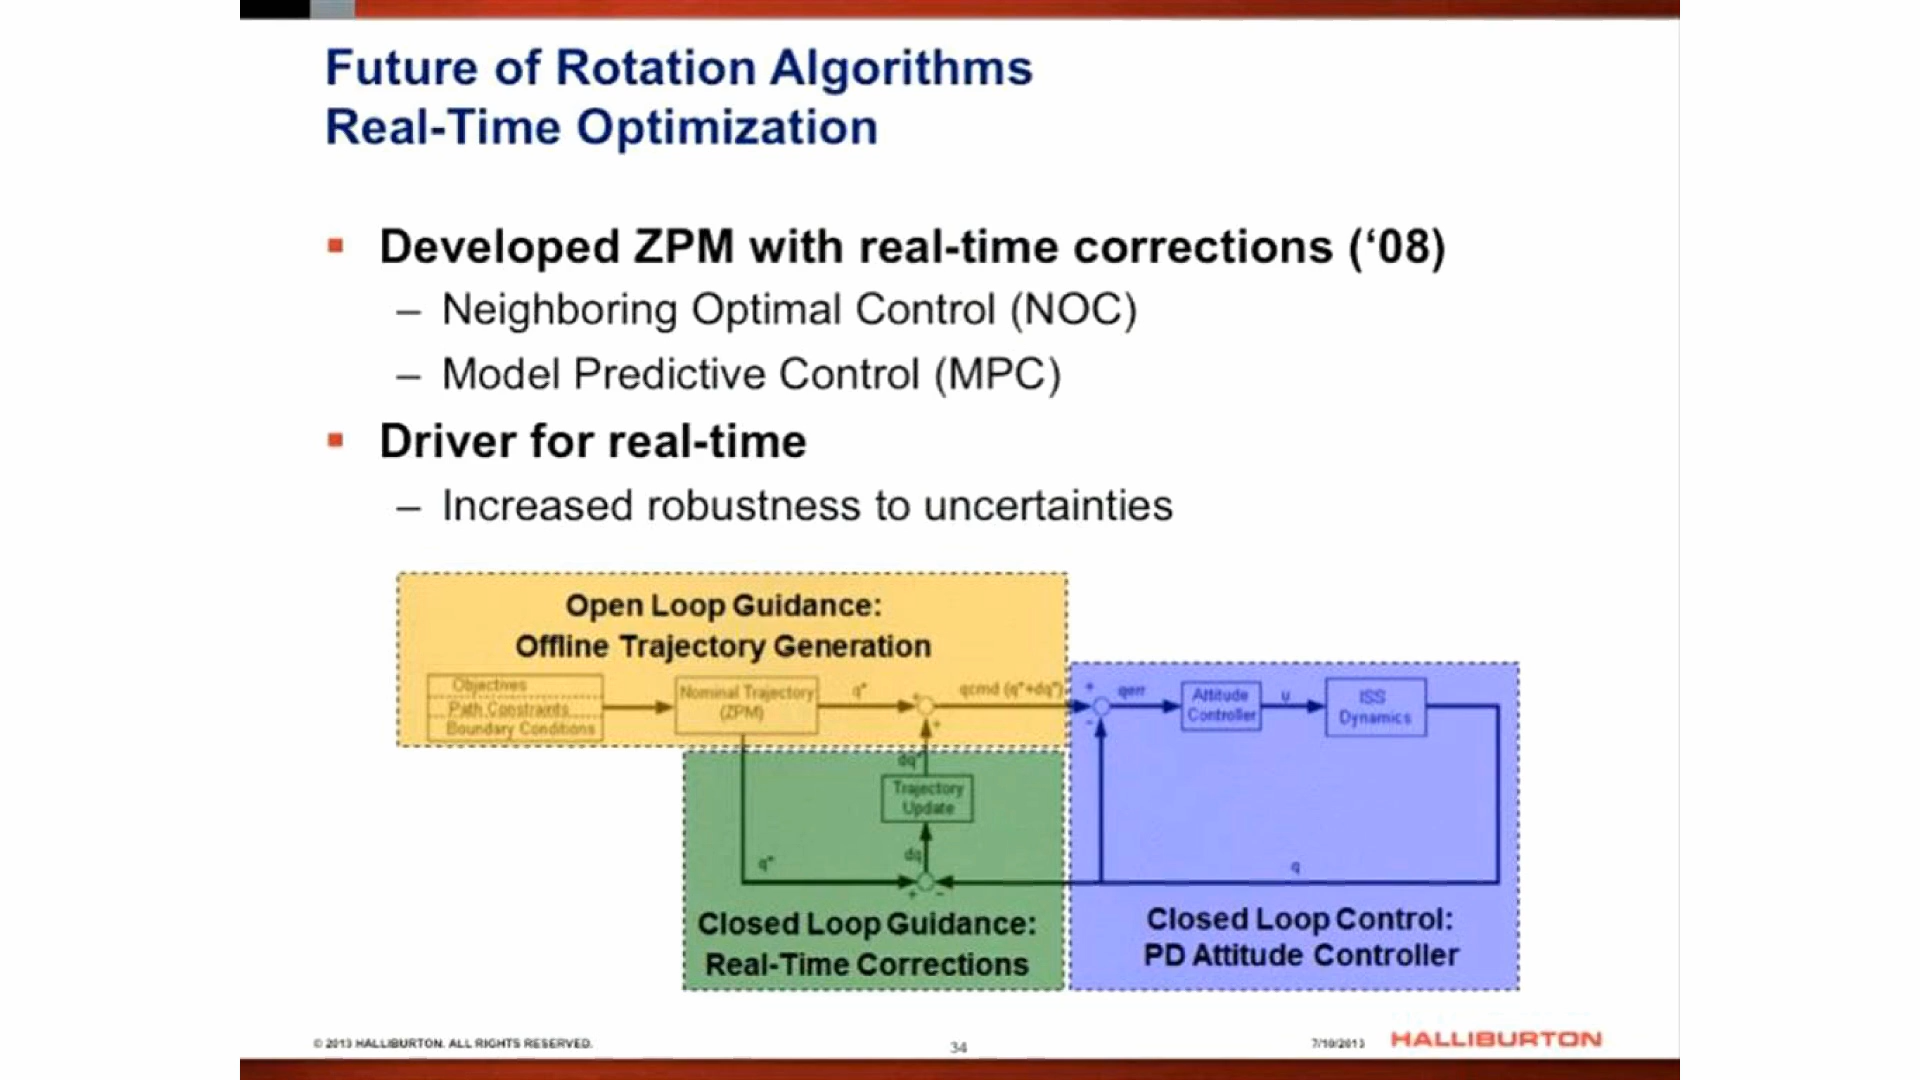 Future of Rotation Algorithms
Real-Time Optimization
▪ Developed ZPM with real-time corrections (‘08)
– Neighboring Optimal Control (NOC)
– Model Predictive Control (MPC)
▪ Driver for real-time
– Increased robustness to uncertainties
Open Loop Guidance:
Offline Trajectory Generation
Objectives
Path Constraints
Boundary Conditions
Nominal Trajectory
(ZPM)
q*
+
+
qcmd (q*+dq*)
+
-
qerr
Attitude
Controller
u
ISS
Dynamics
dq*
Trajectory
Update
dq
q*
+
-
q
Closed Loop Guidance:
Real-Time Corrections
Closed Loop Control:
PD Attitude Controller
© 2013 HALLIBURTON. ALL RIGHTS RESERVED.
34
7/10/2013
HALLIBURTON